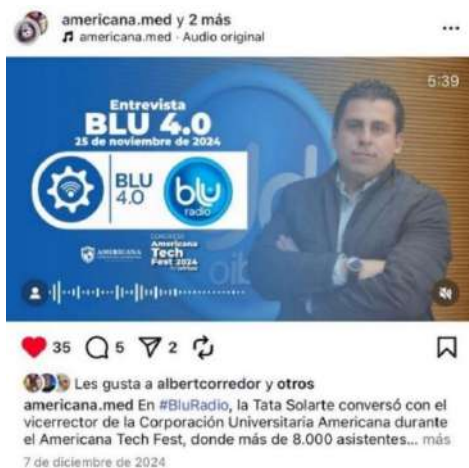 americana.med y 2 más
americana.med · Audio original
5:39
Entrevista
BLU 4.0
25 de noviembre de 2024
BLU
4.0
blu
radio
AMERICANA
CONGRESO
Americana
Tech
Fest 2024
35 5 2
Les gusta a albertcorredor y otros
americana.med En #BluRadio, la Tata Solarte conversó con el
vicerrector de la Corporación Universitaria Americana durante
el Americana Tech Fest, donde más de 8.000 asistentes... más
7 de diciembre de 2024